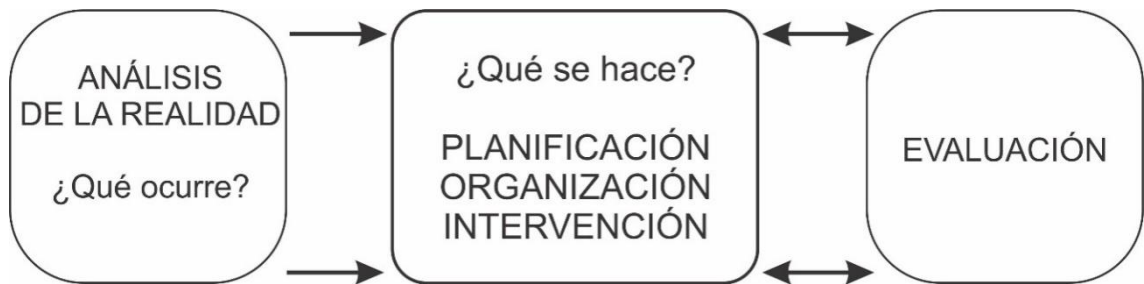 ANÁLISIS
DE LA REALIDAD
¿Qué ocurre?
¿Qué se hace?
PLANIFICACIÓN
ORGANIZACIÓN
INTERVENCIÓN
EVALUACIÓN